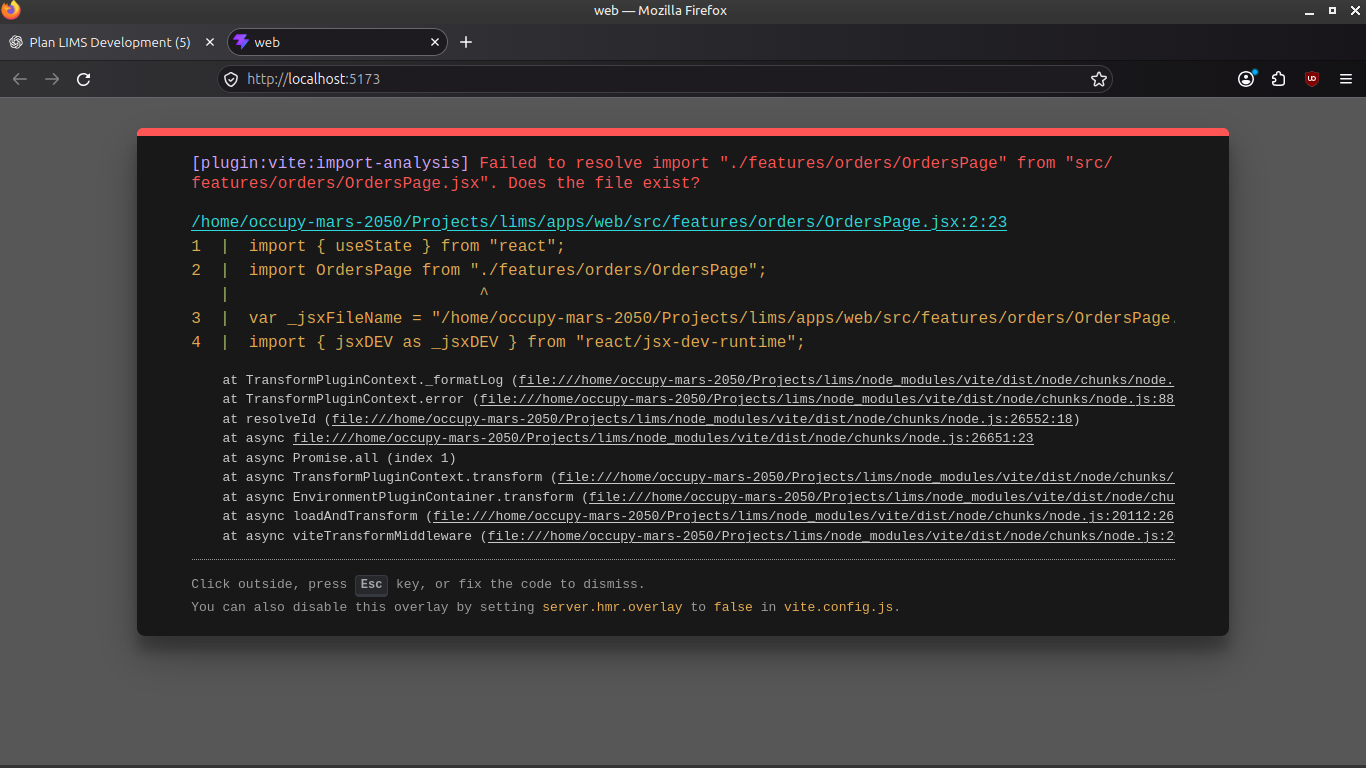 web — Mozilla Firefox
Plan LIMS Development (5)
web
http://localhost:5173
[plugin:vite:import-analysis] Failed to resolve import "./features/orders/OrdersPage" from "src/
features/orders/OrdersPage.jsx". Does the file exist?
/home/occupy-mars-2050/Projects/lims/apps/web/src/features/orders/OrdersPage.jsx:2:23
1  |  import { useState } from "react";
2  |  import OrdersPage from "./features/orders/OrdersPage";
   |                          ^
3  |  var _jsxFileName = "/home/occupy-mars-2050/Projects/lims/apps/web/src/features/orders/OrdersPage.
4  |  import { jsxDEV as _jsxDEV } from "react/jsx-dev-runtime";
at TransformPluginContext._formatLog (file:///home/occupy-mars-2050/Projects/lims/node_modules/vite/dist/node/chunks/node.
at TransformPluginContext.error (file:///home/occupy-mars-2050/Projects/lims/node_modules/vite/dist/node/chunks/node.js:88
at resolveId (file:///home/occupy-mars-2050/Projects/lims/node_modules/vite/dist/node/chunks/node.js:26552:18)
at async file:///home/occupy-mars-2050/Projects/lims/node_modules/vite/dist/node/chunks/node.js:26651:23
at async Promise.all (index 1)
at async TransformPluginContext.transform (file:///home/occupy-mars-2050/Projects/lims/node_modules/vite/dist/node/chunks/
at async EnvironmentPluginContainer.transform (file:///home/occupy-mars-2050/Projects/lims/node_modules/vite/dist/node/chu
at async loadAndTransform (file:///home/occupy-mars-2050/Projects/lims/node_modules/vite/dist/node/chunks/node.js:20112:26
at async viteTransformMiddleware (file:///home/occupy-mars-2050/Projects/lims/node_modules/vite/dist/node/chunks/node.js:2
Click outside, press Esc key, or fix the code to dismiss.
You can also disable this overlay by setting server.hmr.overlay to false in vite.config.js.